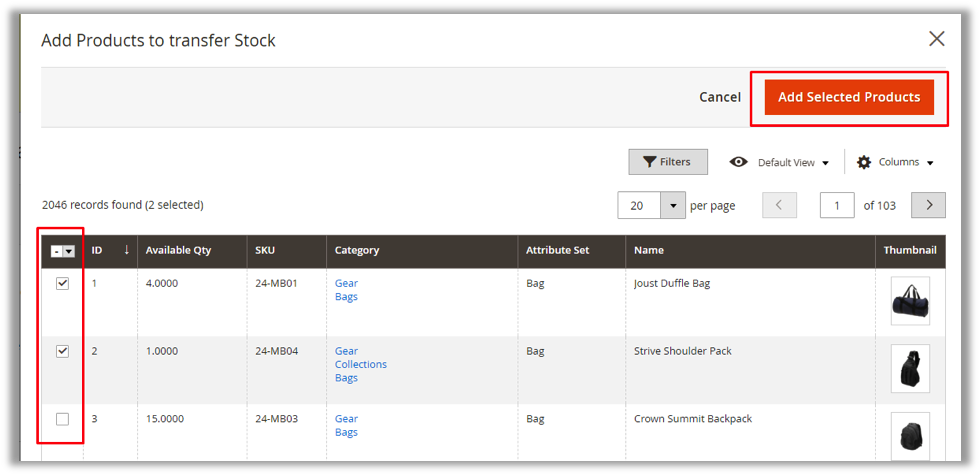 Add Products to transfer Stock
Cancel
Add Selected Products
Filters
Default View
Columns
2046 records found (2 selected)
20
per page
1
of 103
ID
Available Qty
SKU
Category
Attribute Set
Name
Thumbnail
1
4.0000
24-MB01
Gear
Bags
Bag
Joust Duffle Bag
2
1.0000
24-MB04
Gear
Collections
Bags
Bag
Strive Shoulder Pack
3
15.0000
24-MB03
Gear
Bags
Bag
Crown Summit Backpack